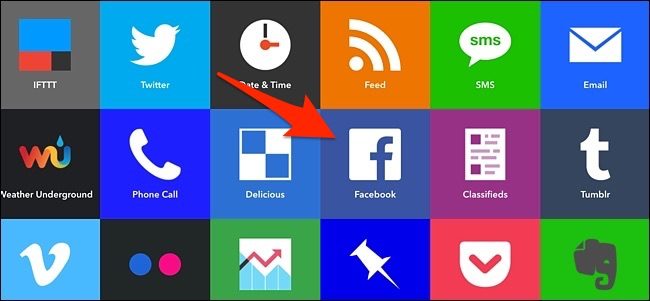 IFTTT
Twitter
Date & Time
Feed
sms
SMS
Email
Weather Underground
Phone Call
Delicious
Facebook
Classifieds
Tumblr